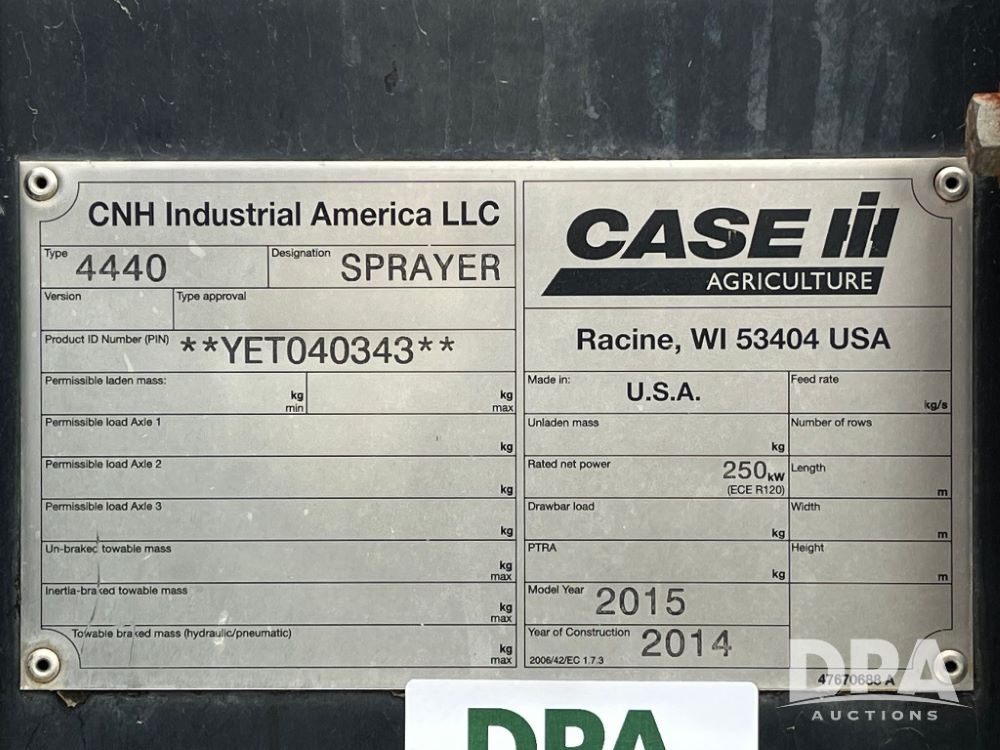 CNH Industrial America LLC
Type 4440 Designation SPRAYER
Version Type approval
Product ID Number (PIN) **YET040343**
Permissible laden mass: kg min kg max
Permissible load Axle 1 kg
Permissible load Axle 2 kg
Permissible load Axle 3 kg
Un-braked towable mass kg max
Inertia-braked towable mass kg max
Towable braked mass (hydraulic/pneumatic) kg max
CASE IH
AGRICULTURE
Racine, WI 53404 USA
Made in: U.S.A. Feed rate kg/s
Unladen mass kg Number of rows
Rated net power 250 kW (ECE R120) Length m
Drawbar load kg Width m
PTRA kg Height m
Model Year 2015
Year of Construction 2014
2006/42/EC 1.7.3
47670688 A
DPA
AUCTIONS
DPA